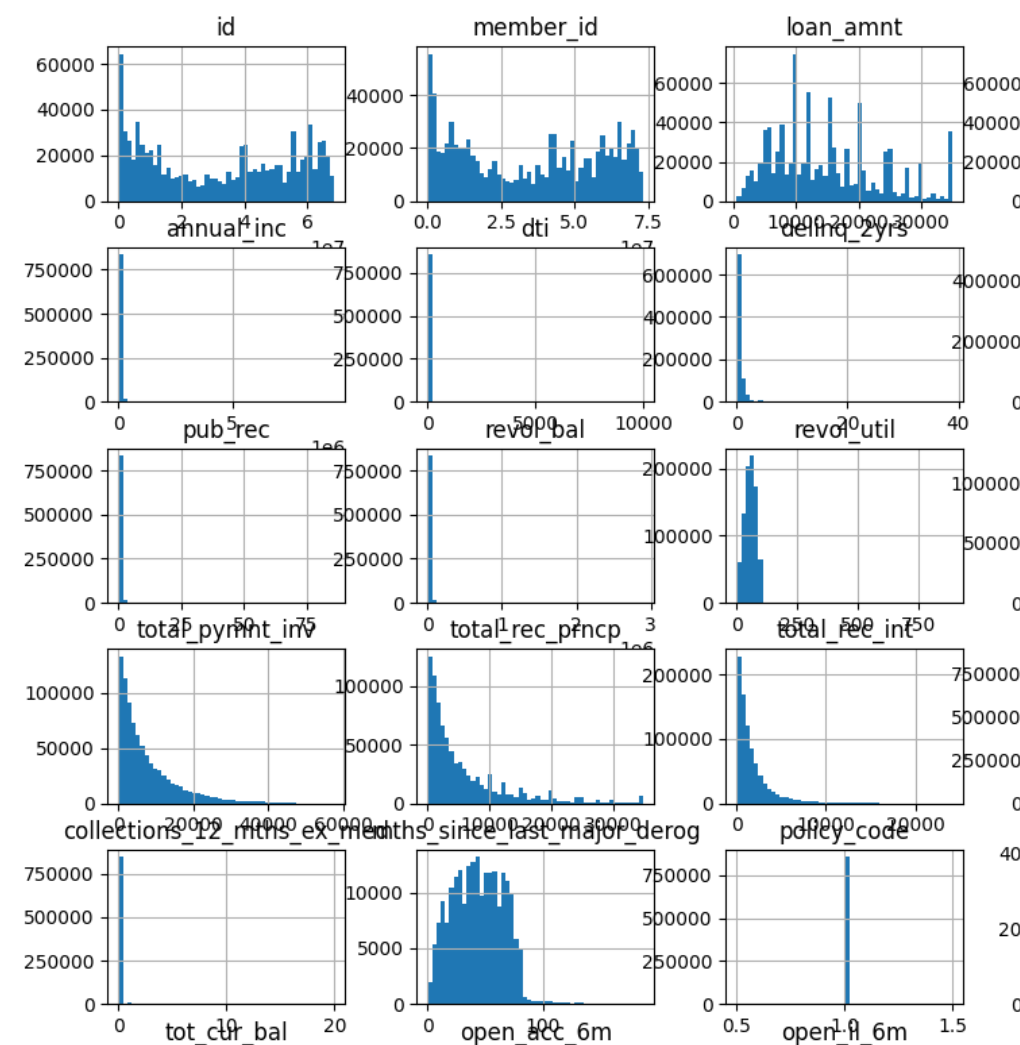 id member_id loan_amnt
60000 40000 20000 0
40000 20000 0
60000 40000 20000 0
60000 40000 20000 0
0 2 4 6 1e7
0.0 2.5 5.0 7.5 1e7
0 10000 20000 30000
annual_inc dti delinq_2yrs
750000 500000 250000 0
750000 500000 250000 0
600000 400000 200000 0
400000 200000 0
0 5 1e6
0 5000 10000
0 20 40
pub_rec revol_bal revol_util
750000 500000 250000 0
750000 500000 250000 0
200000 100000 0
100000 50000 0
0 25 50 75
0 1 2 3 1e6
0 250 500 750
total_pymnt_inv total_rec_prncp total_rec_int
100000 50000 0
100000 50000 0
200000 100000 0
750000 500000 250000 0
0 20000 40000 60000
0 10000 20000 30000
0 10000 20000
collections_12_mths_ex_med mths_since_last_major_derog policy_code
750000 500000 250000 0
10000 5000 0
750000 500000 250000 0
40 20 0
0 10 20
0 100
0.5 1.0 1.5
tot_cur_bal open_acc_6m open_il_6m